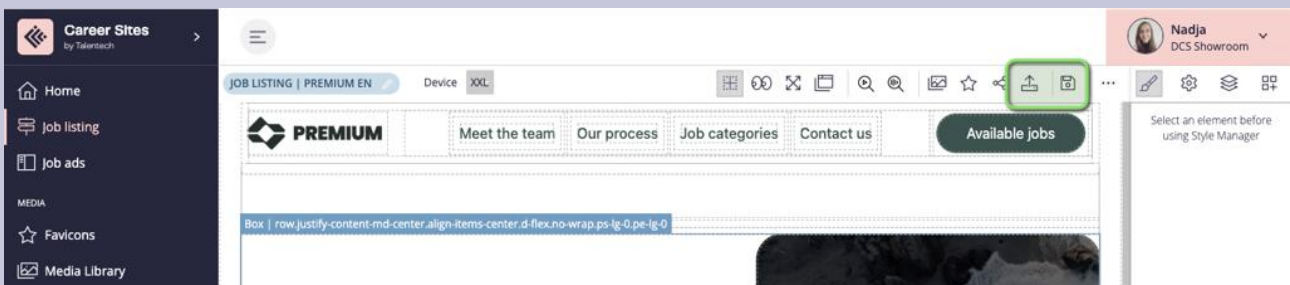 Career Sites
by Talentech
Nadja
DCS Showroom
Home
Job listing
Job ads
MEDIA
Favicons
Media Library
JOB LISTING | PREMIUM EN
Device XXL
Select an element before
using Style Manager
PREMIUM
Meet the team Our process Job categories Contact us Available jobs
Box | row.justify-content-md-center.align-items-center.d-flex.no-wrap.ps-lg-0.pe-lg-0